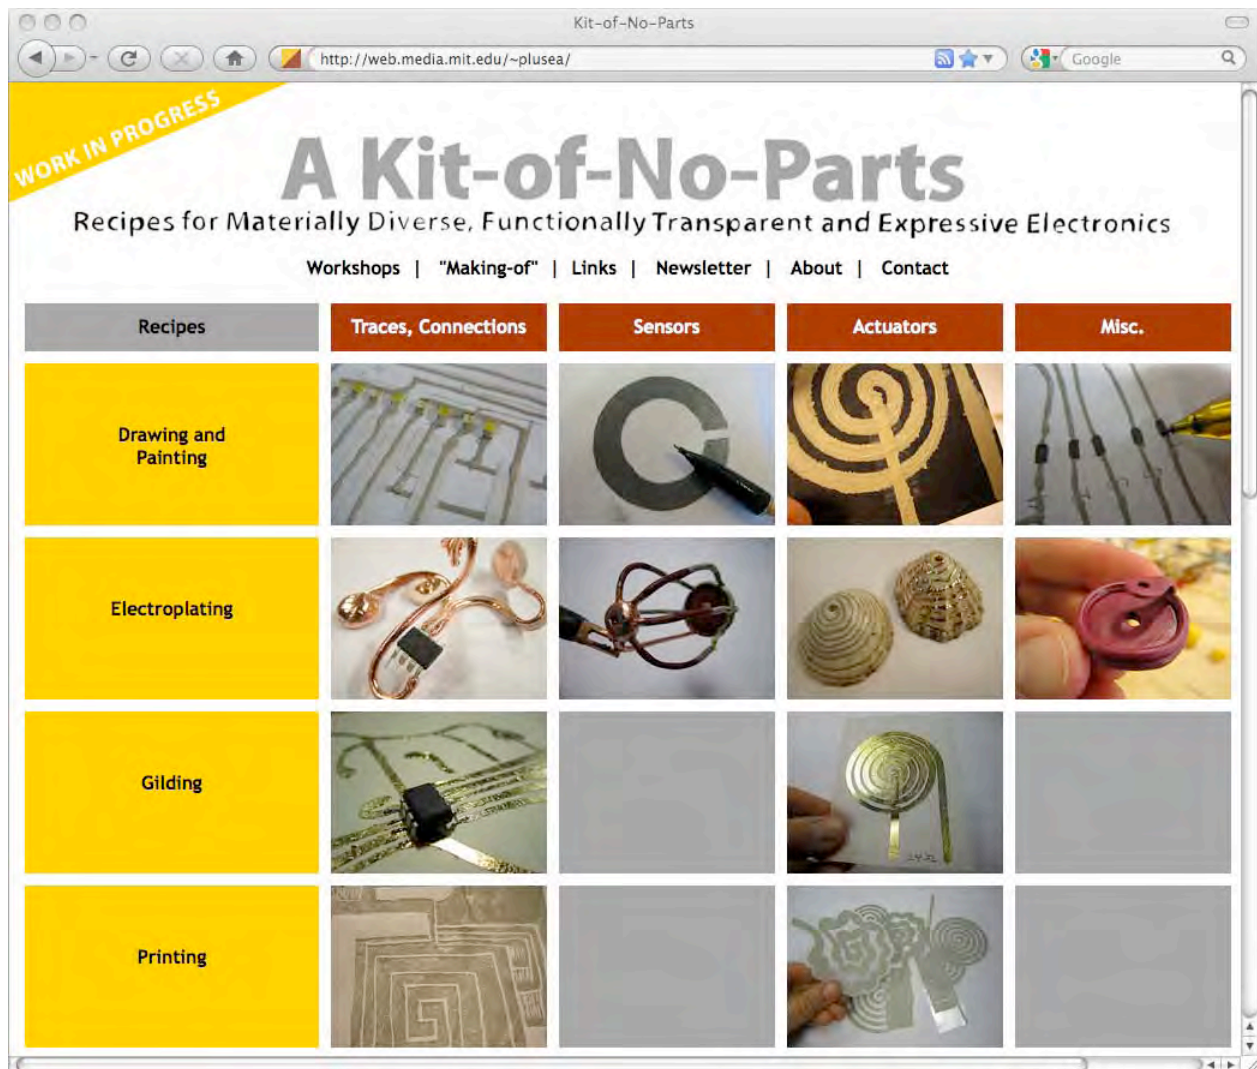 Kit-of-No-Parts
http://web.media.mit.edu/~plusea/
Google
WORK IN PROGRESS
A Kit-of-No-Parts
Recipes for Materially Diverse, Functionally Transparent and Expressive Electronics
Workshops | "Making-of" | Links | Newsletter | About | Contact
Recipes
Traces, Connections
Sensors
Actuators
Misc.
Drawing and
Painting
Electroplating
Gilding
Printing